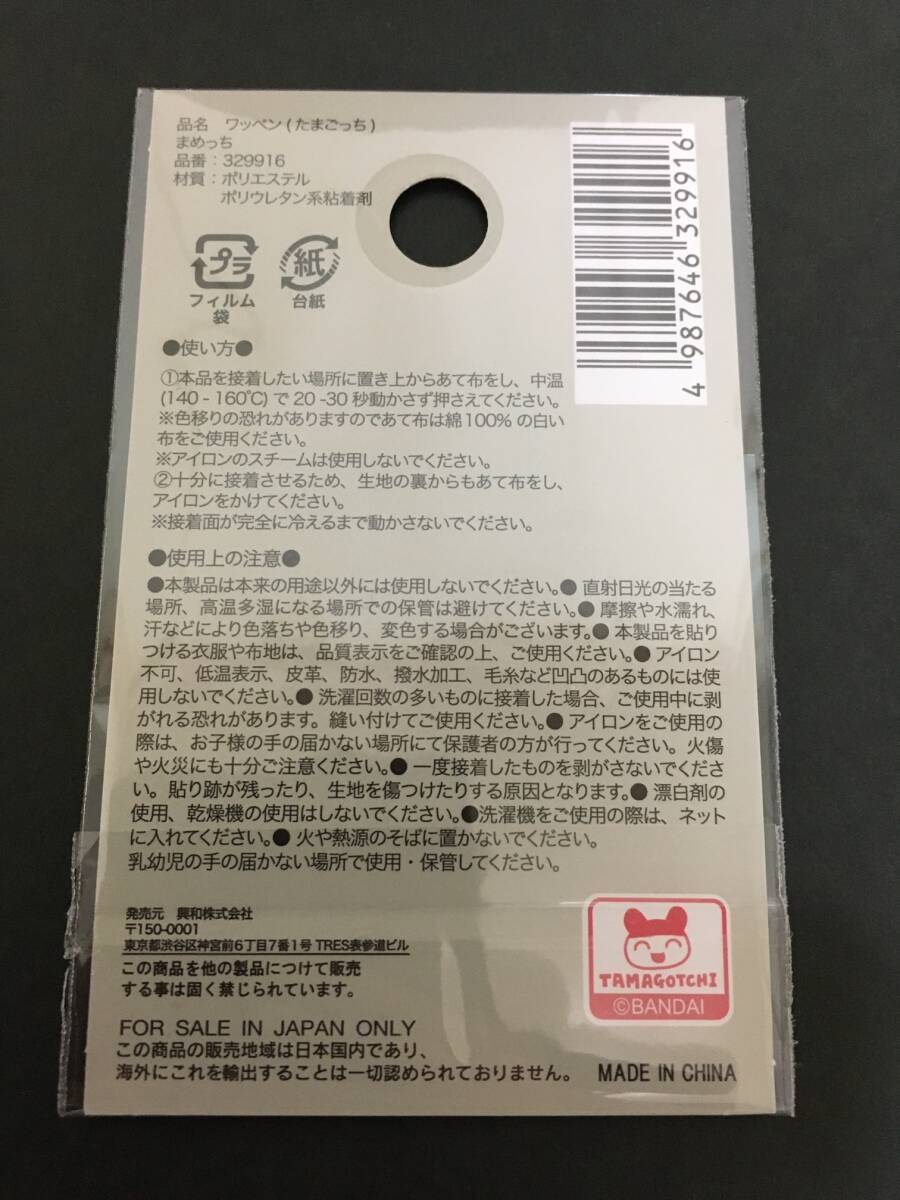 品名　ワッペン(たまごっち)
まめっち
品番：329916
材質：ポリエステル
ポリウレタン系粘着剤
4 987646 329916
プラ
フィルム
袋
紙
台紙
●使い方●
①本品を接着したい場所に置き上からあて布をし、中温
(140-160℃)で20-30秒動かさず押さえてください。
※色移りの恐れがありますのであて布は綿100%の白い
布をご使用ください。
※アイロンのスチームは使用しないでください。
②十分に接着させるため、生地の裏からもあて布をし、
アイロンをかけてください。
※接着面が完全に冷えるまで動かさないでください。
●使用上の注意●
●本製品は本来の用途以外には使用しないでください。●直射日光の当たる
場所、高温多湿になる場所での保管は避けてください。●摩擦や水濡れ、
汗などにより色落ちや色移り、変色する場合がございます。●本製品を貼り
つける衣服や布地は、品質表示をご確認の上、ご使用ください。●アイロン
不可、低温表示、皮革、防水、撥水加工、毛糸など凹凸のあるものには使
用しないでください。●洗濯回数の多いものに接着した場合、ご使用中に剥
がれる恐れがあります。縫い付けてご使用ください。●アイロンをご使用の
際は、お子様の手の届かない場所にて保護者の方が行ってください。火傷
や火災にも十分ご注意ください。●一度接着したものを剥がさないでくださ
い。貼り跡が残ったり、生地を傷つけたりする原因となります。●漂白剤の
使用、乾燥機の使用はしないでください。●洗濯機をご使用の際は、ネット
に入れてください。●火や熱源のそばに置かないでください。
乳幼児の手の届かない場所で使用・保管してください。
発売元　興和株式会社
〒150-0001
東京都渋谷区神宮前6丁目7番1号 TRES表参道ビル
この商品を他の製品につけて販売
する事は固く禁じられています。
TAMAGOTCHI
©BANDAI
FOR SALE IN JAPAN ONLY
この商品の販売地域は日本国内であり、
海外にこれを輸出することは一切認められておりません。 MADE IN CHINA